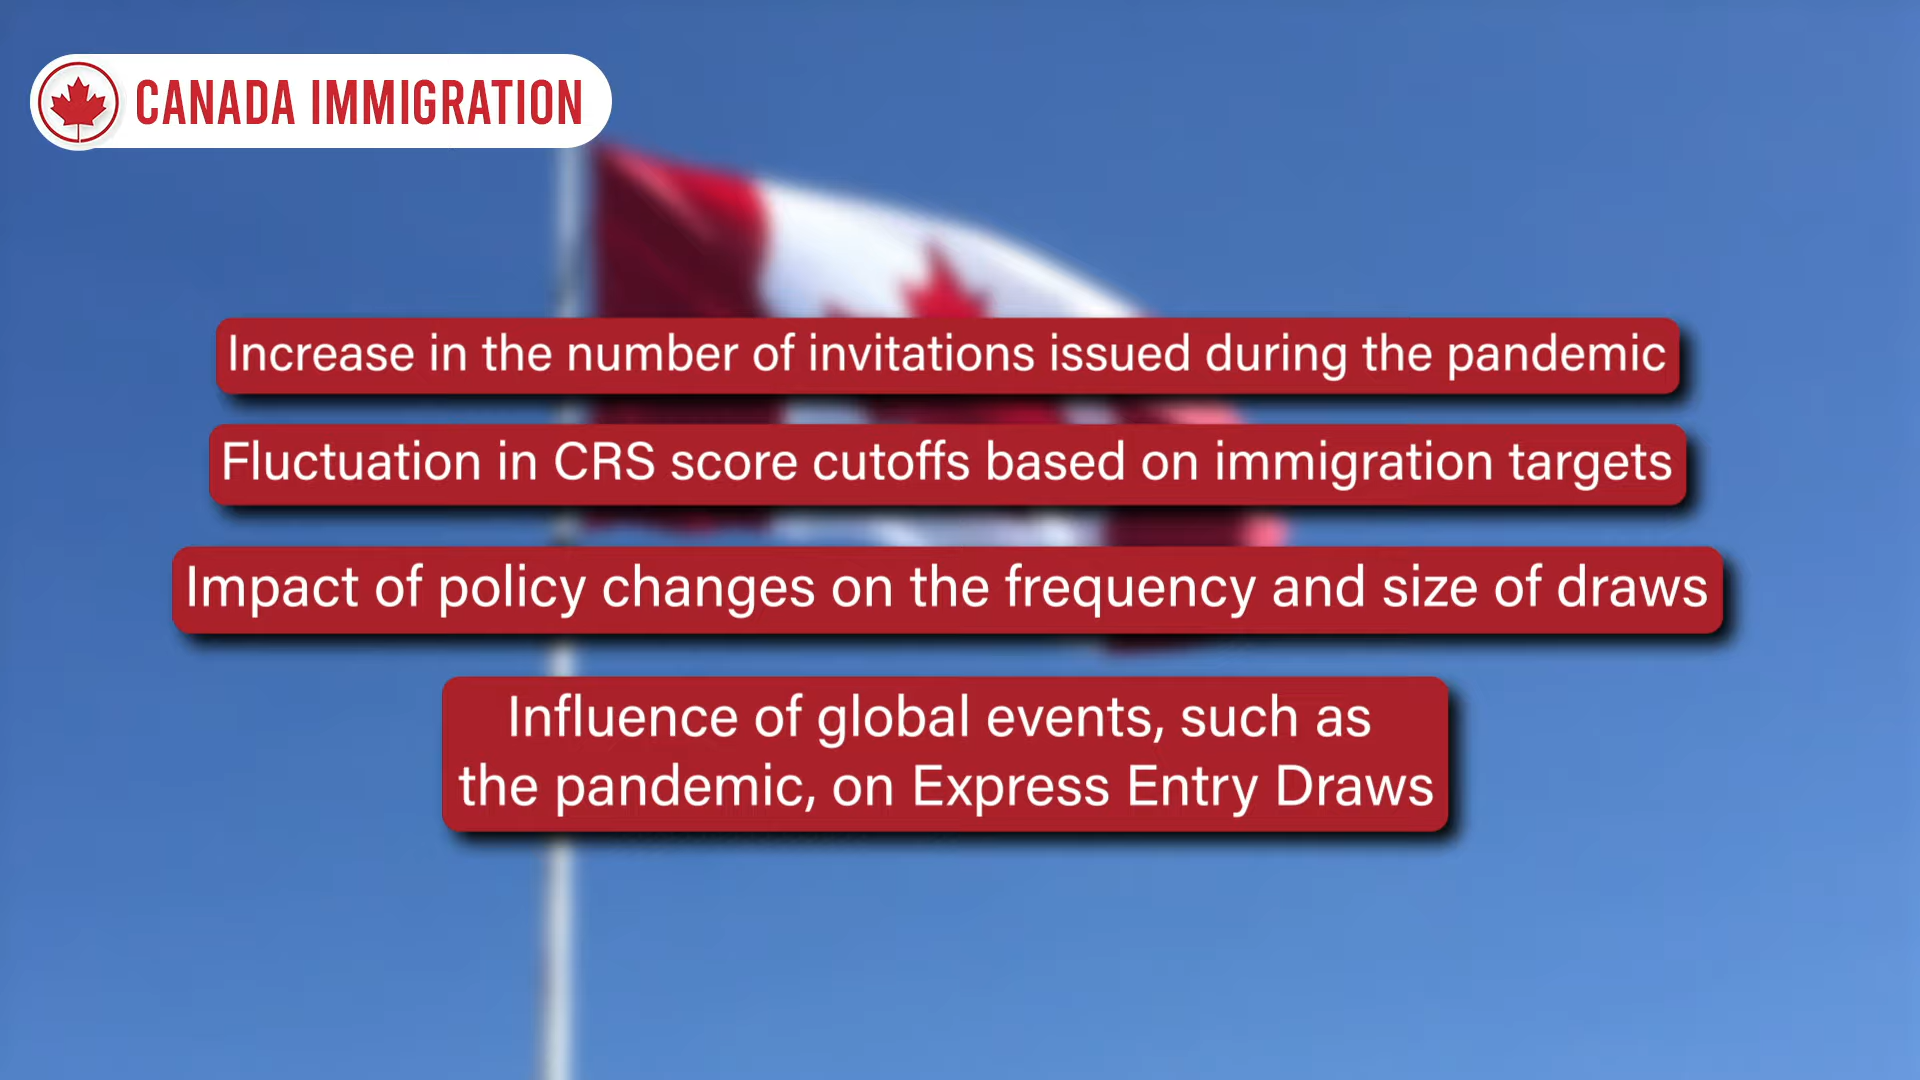 CANADA IMMIGRATION
Increase in the number of invitations issued during the pandemic
Fluctuation in CRS score cutoffs based on immigration targets
Impact of policy changes on the frequency and size of draws
Influence of global events, such as
the pandemic, on Express Entry Draws